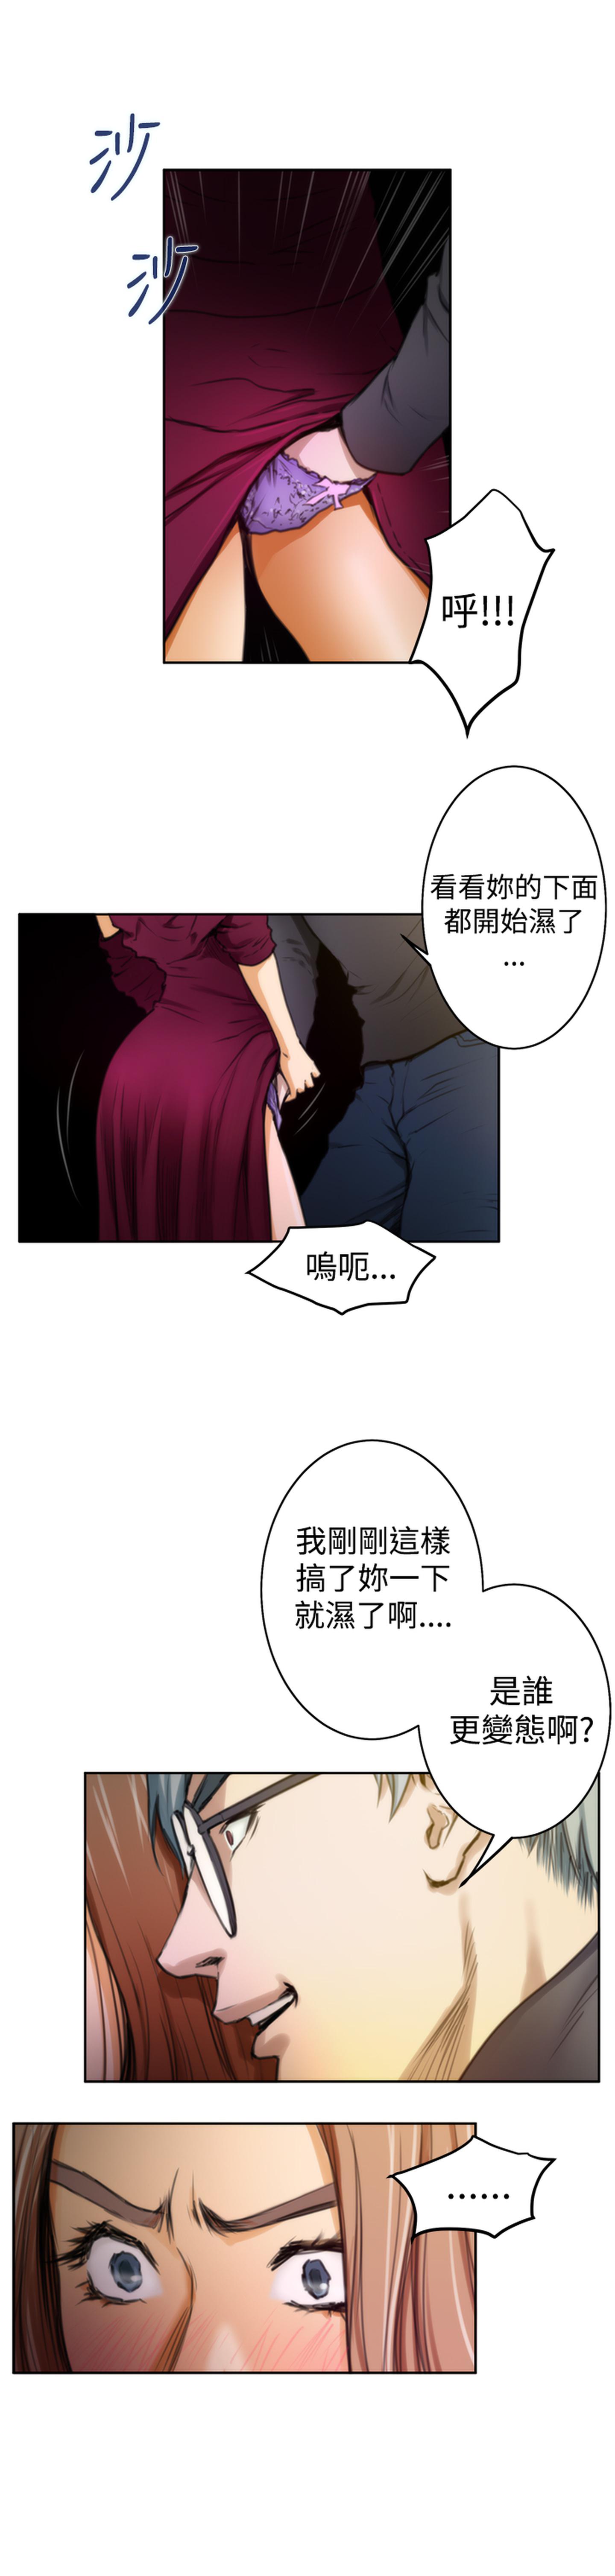 沙
沙
呼!!!
看看妳的下面
都開始濕了
...
嗚呃...
我剛剛這樣
搞了妳一下
就濕了啊....
是誰
更變態啊?
......